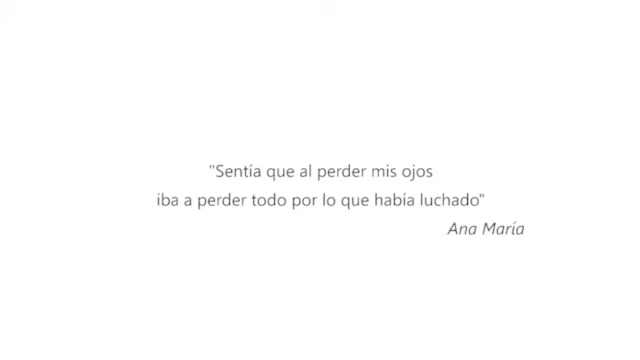 "Sentía que al perder mis ojos
iba a perder todo por lo que había luchado"
Ana María